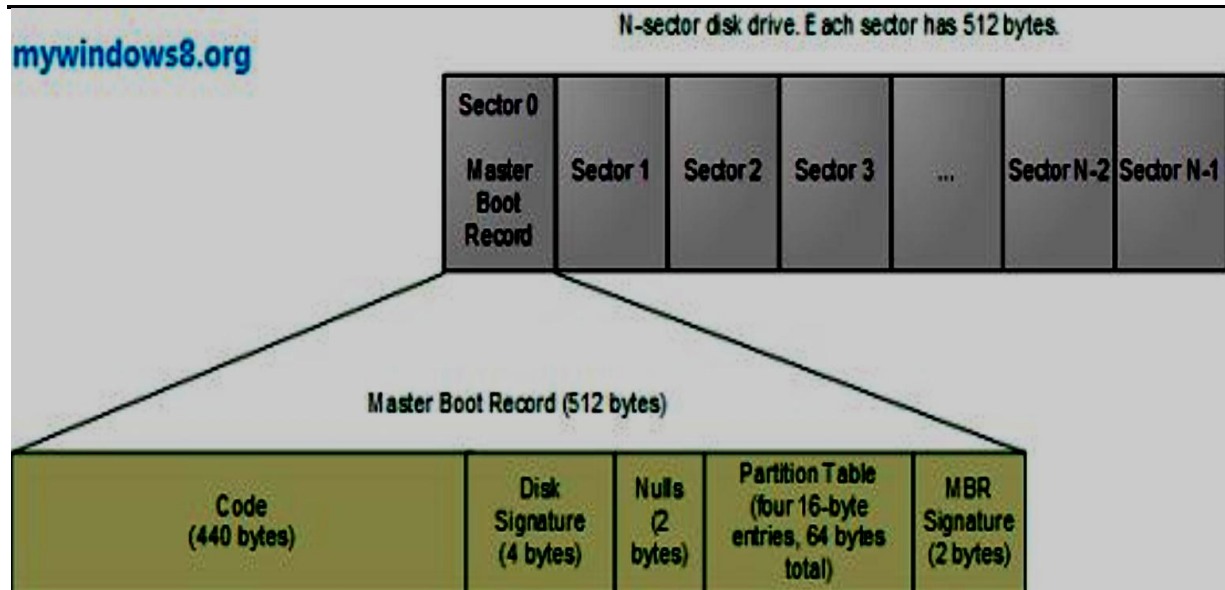 N-sector disk drive. Each sector has 512 bytes.
mywindows8.org
Sector 0
Master
Boot
Record
Sector 1
Sector 2
Sector 3
...
Sector N-2
Sector N-1
Master Boot Record (512 bytes)
Code
(440 bytes)
Disk
Signature
(4 bytes)
Nulls
(2
bytes)
Partition Table
(four 16-byte
entries, 64 bytes
total)
MBR
Signature
(2 bytes)